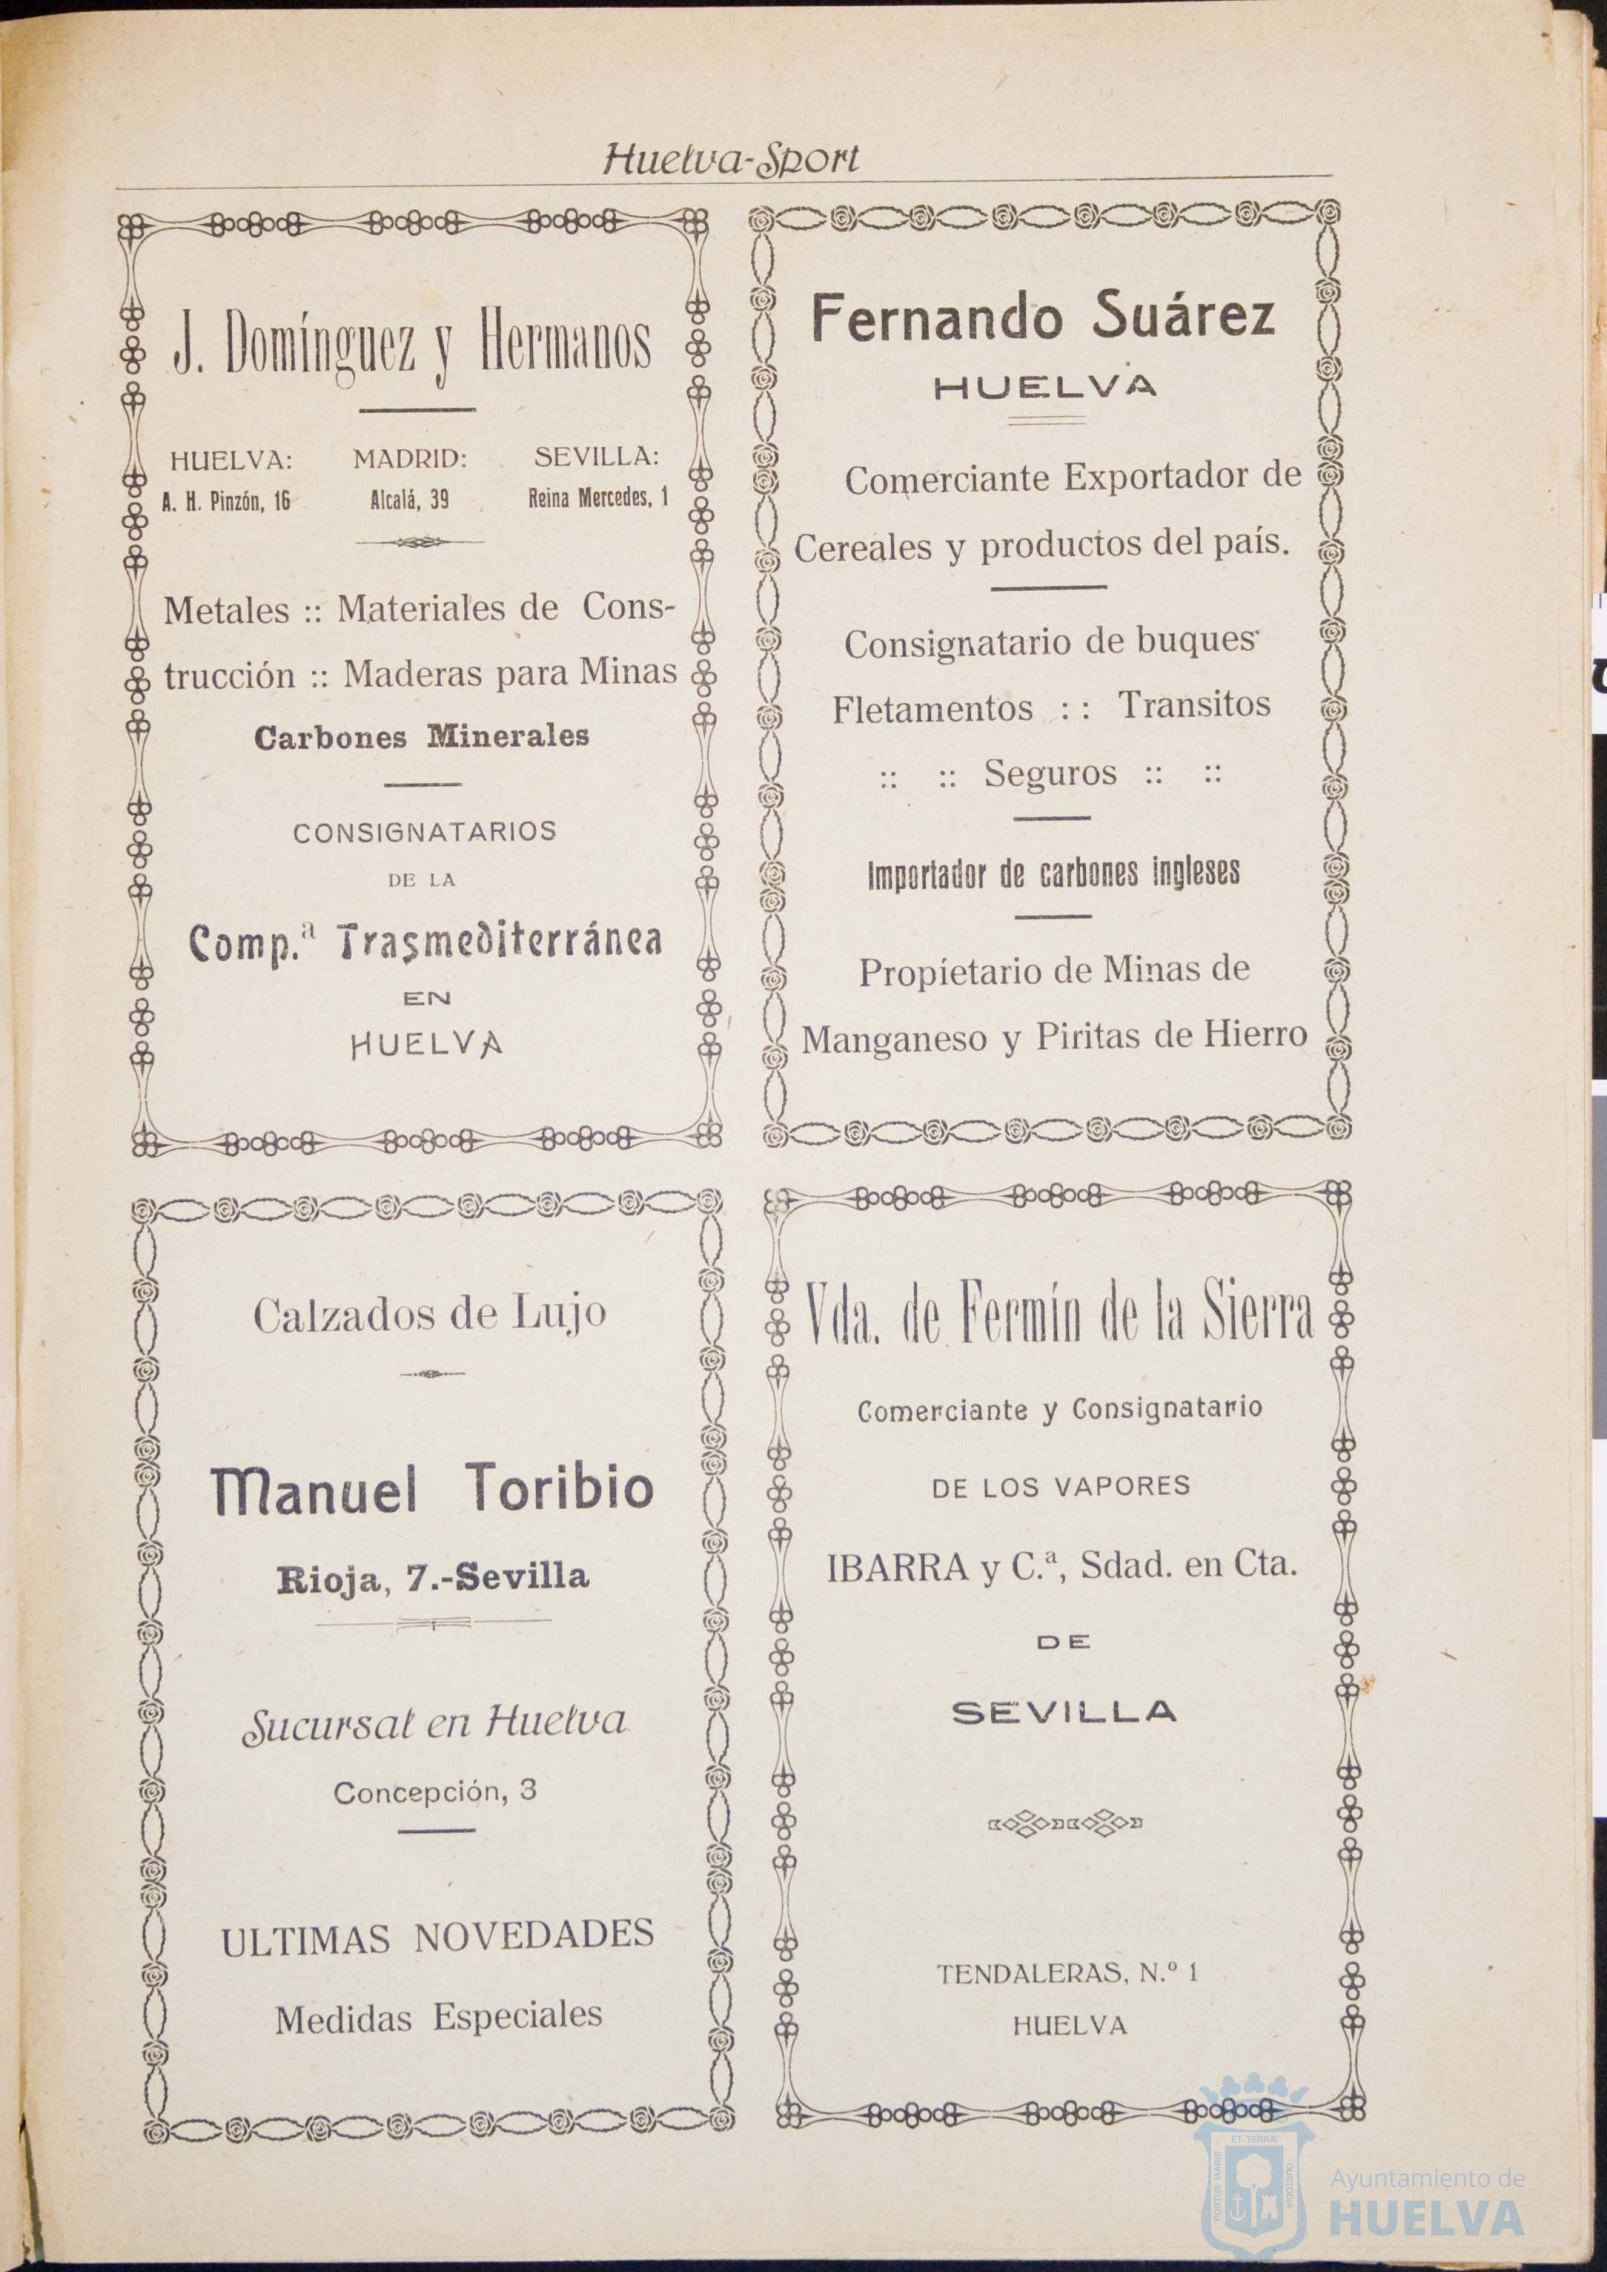 Huelva-Sport
J. Domínguez y Hermanos
HUELVA: MADRID: SEVILLA:
A. H. Pinzón, 16 Alcalá, 39 Reina Mercedes, 1
Metales :: Materiales de Cons-
trucción :: Maderas para Minas
Carbones Minerales
CONSIGNATARIOS
DE LA
Comp.ª Trasmediterránea
EN
HUELVA
Fernando Suárez
HUELVA
Comerciante Exportador de
Cereales y productos del país.
Consignatario de buques
Fletamentos :: Transitos
:: :: Seguros :: ::
Importador de carbones ingleses
Propietario de Minas de
Manganeso y Piritas de Hierro
Calzados de Lujo
Manuel Toribio
Rioja, 7.-Sevilla
Sucursal en Huelva
Concepción, 3
ULTIMAS NOVEDADES
Medidas Especiales
Vda. de Fermín de la Sierra
Comerciante y Consignatario
DE LOS VAPORES
IBARRA y C.ª, Sdad. en Cta.
DE
SEVILLA
TENDALERAS, N.º 1
HUELVA
PORTUS MARIS
ET TERRÆ
CUSTODIA
Ayuntamiento de
HUELVA